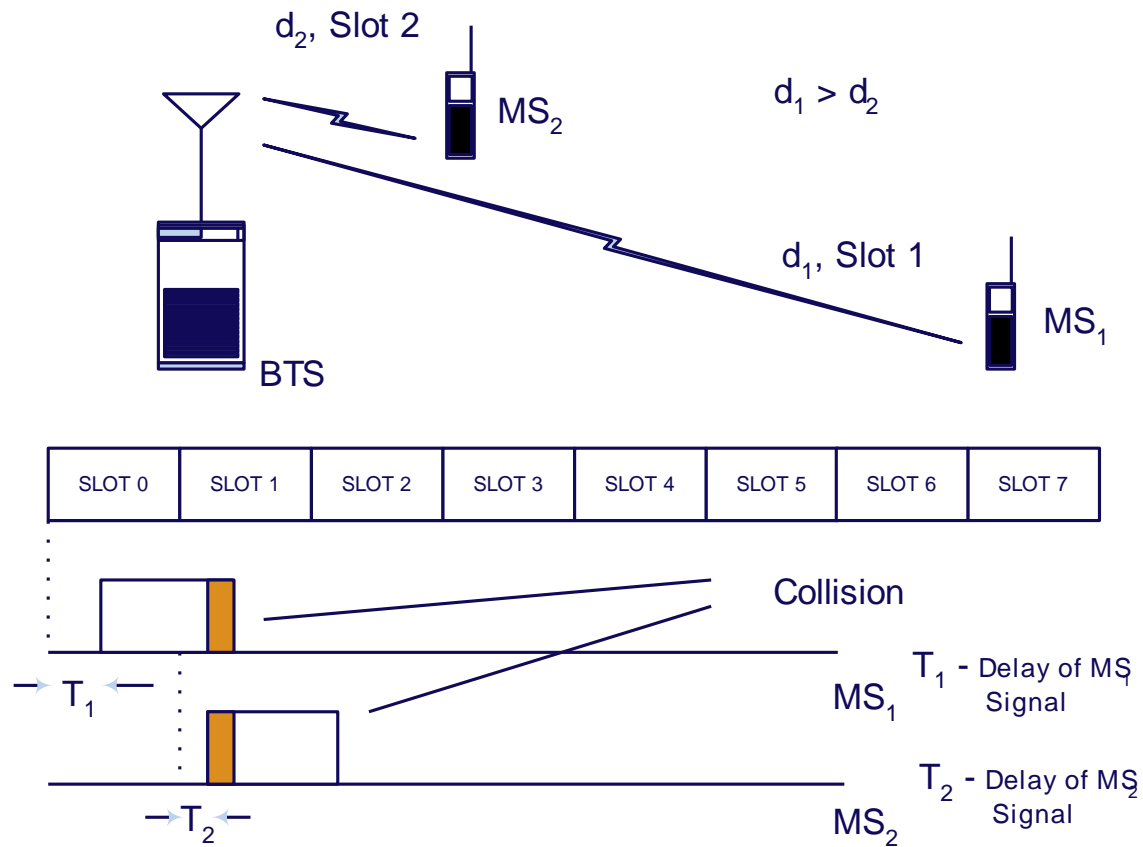 d₂, Slot 2
MS₂
d₁ > d₂
d₁, Slot 1
MS₁
BTS
SLOT 0 SLOT 1 SLOT 2 SLOT 3 SLOT 4 SLOT 5 SLOT 6 SLOT 7
Collision
T₁
MS₁
T₁ - Delay of MS₁
Signal
T₂
MS₂
T₂ - Delay of MS₂
Signal